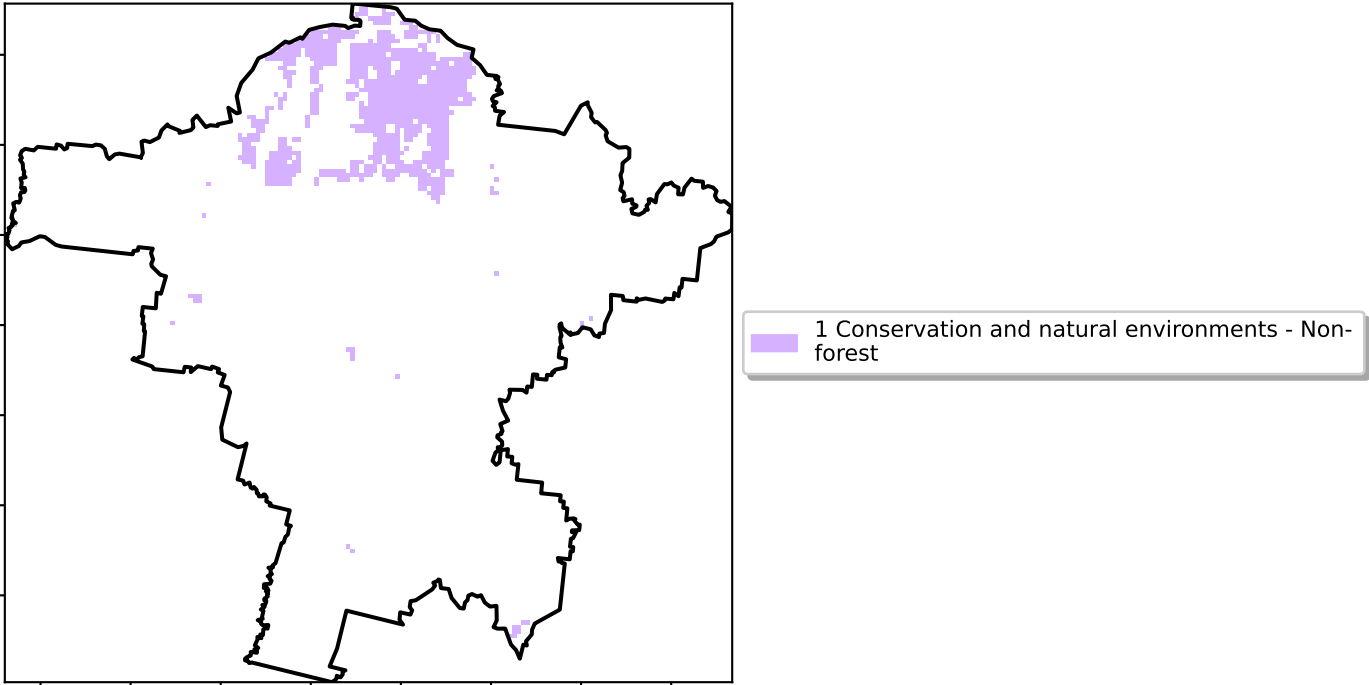 1 Conservation and natural environments - Non-
forest